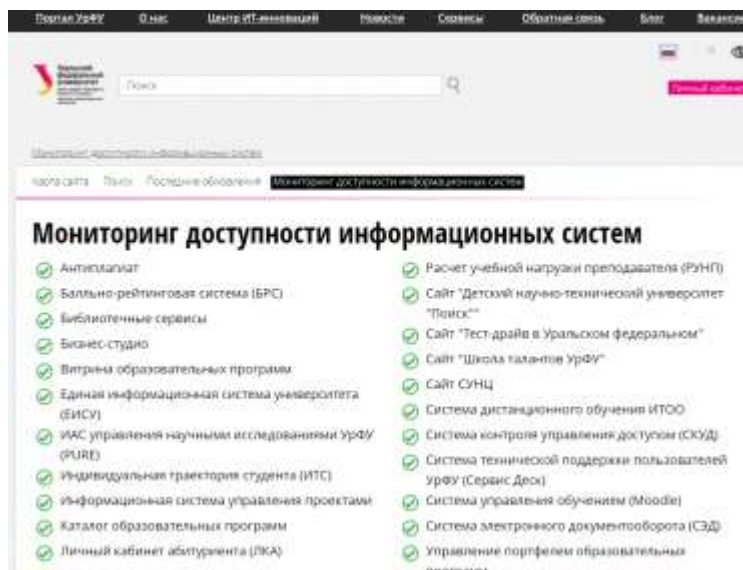 Портал УрФУ О нас Центр ИТ-инноваций Новости Сервисы Обратная связь Блог Вакансии
Уральский
федеральный
университет
Поиск
Личный кабинет
Мониторинг доступности информационных систем
Карта сайта Поиск Последние обновления Мониторинг доступности информационных систем
Мониторинг доступности информационных систем
Антиплагиат
Балльно-рейтинговая система (БРС)
Библиотечные сервисы
Бизнес-студио
Витрина образовательных программ
Единая информационная система университета
(ЕИСУ)
ИАС управления научными исследованиями УрФУ
(PURE)
Индивидуальная траектория студента (ИТС)
Информационная система управления проектами
Каталог образовательных программ
Личный кабинет абитуриента (ЛКА)
Расчет учебной нагрузки преподавателя (РУНП)
Сайт "Детский научно-технический университет
"Поиск""
Сайт "Тест-драйв в Уральском федеральном"
Сайт "Школа талантов УрФУ"
Сайт СУНЦ
Система дистанционного обучения ИТОО
Система контроля управления доступом (СКУД)
Система технической поддержки пользователей
УрФУ (Сервис Деск)
Система управления обучением (Moodle)
Система электронного документооборота (СЭД)
Управление портфелем образовательных